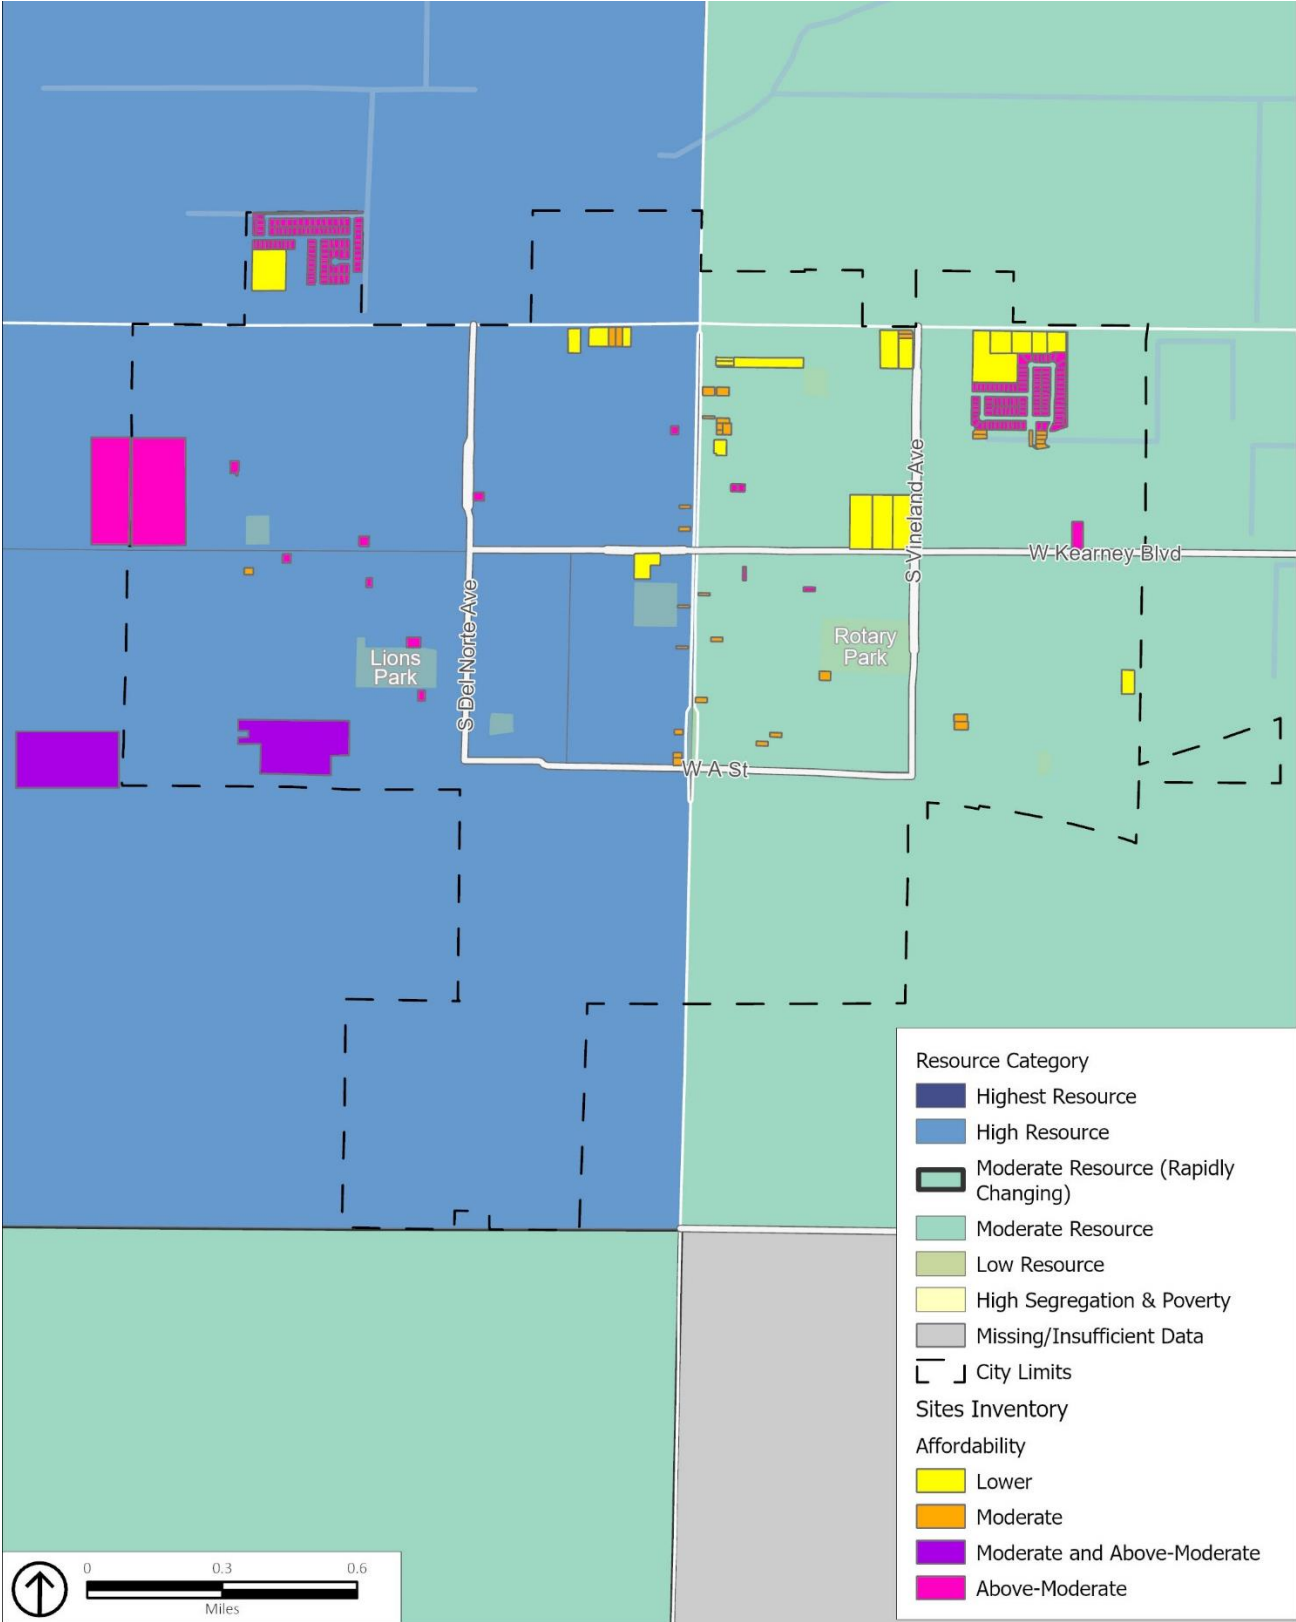 S Vineland Ave
W Kearney Blvd
S Del Norte Ave
Lions
Park
Rotary
Park
W A St
Resource Category
Highest Resource
High Resource
Moderate Resource (Rapidly
Changing)
Moderate Resource
Low Resource
High Segregation & Poverty
Missing/Insufficient Data
City Limits
Sites Inventory
Affordability
Lower
Moderate
Moderate and Above-Moderate
Above-Moderate
0 0.3 0.6
Miles